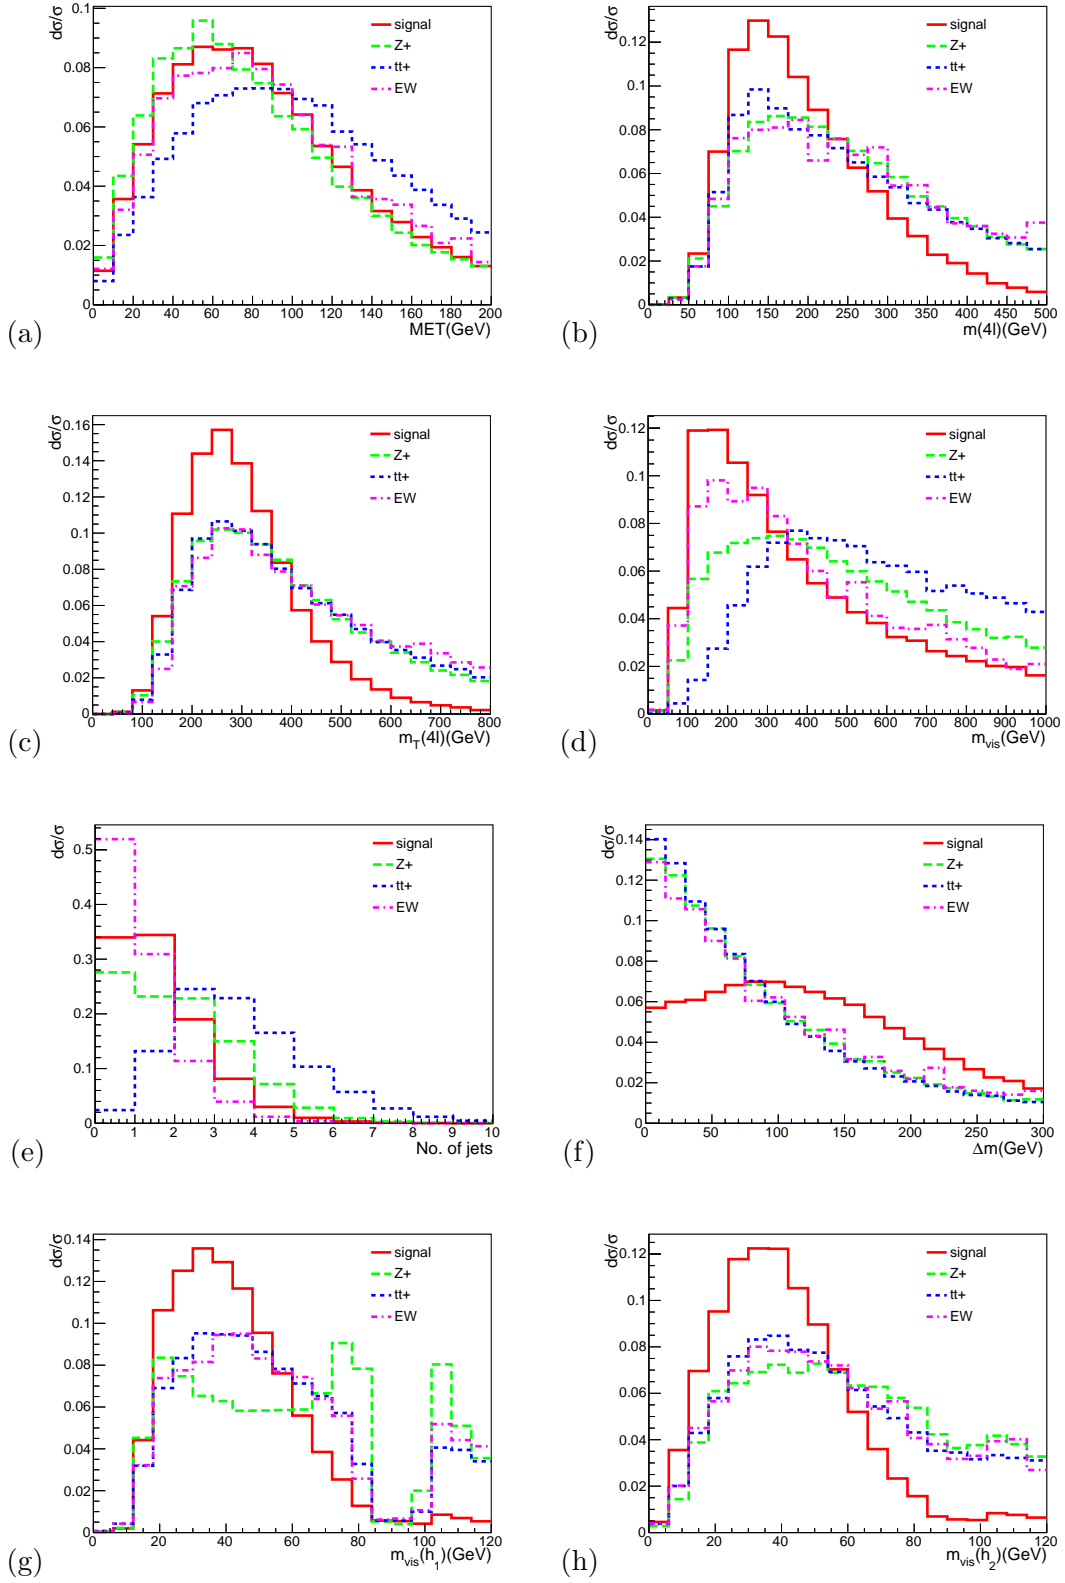 dσ/σ
0.1
0.08
0.06
0.04
0.02
0
signal
Z+
tt+
EW
0 20 40 60 80 100 120 140 160 180 200
MET(GeV)
(a)
dσ/σ
0.12
0.1
0.08
0.06
0.04
0.02
0
signal
Z+
tt+
EW
0 50 100 150 200 250 300 350 400 450 500
m(4l)(GeV)
(b)
dσ/σ
0.16
0.14
0.12
0.1
0.08
0.06
0.04
0.02
0
signal
Z+
tt+
EW
0 100 200 300 400 500 600 700 800
m_T(4l)(GeV)
(c)
dσ/σ
0.12
0.1
0.08
0.06
0.04
0.02
0
signal
Z+
tt+
EW
0 100 200 300 400 500 600 700 800 900 1000
m_vis(GeV)
(d)
dσ/σ
0.5
0.4
0.3
0.2
0.1
0
signal
Z+
tt+
EW
0 1 2 3 4 5 6 7 8 9 10
No. of jets
(e)
dσ/σ
0.14
0.12
0.1
0.08
0.06
0.04
0.02
0
signal
Z+
tt+
EW
0 50 100 150 200 250 300
Δm(GeV)
(f)
dσ/σ
0.14
0.12
0.1
0.08
0.06
0.04
0.02
0
signal
Z+
tt+
EW
0 20 40 60 80 100 120
m_vis(h_1)(GeV)
(g)
dσ/σ
0.12
0.1
0.08
0.06
0.04
0.02
0
signal
Z+
tt+
EW
0 20 40 60 80 100 120
m_vis(h_2)(GeV)
(h)